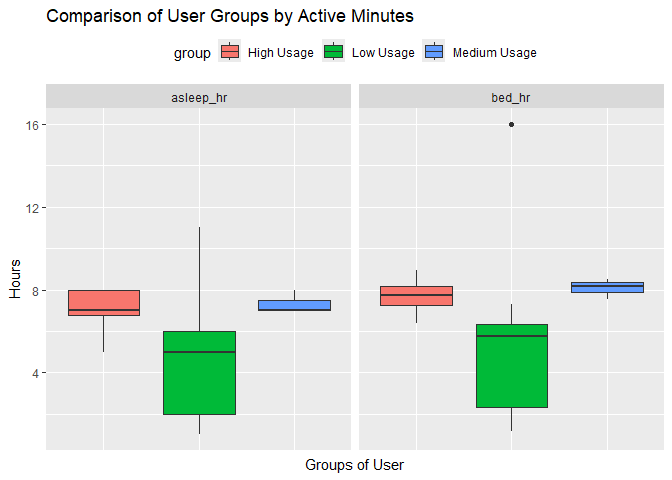 Comparison of User Groups by Active Minutes
group High Usage Low Usage Medium Usage
asleep_hr bed_hr
16
12
8
4
Hours
Groups of User